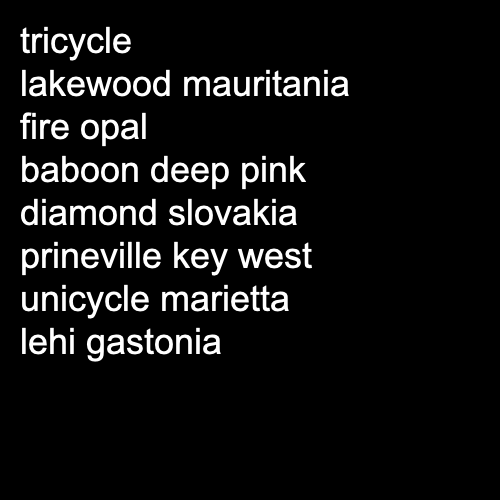 tricycle
lakewood mauritania
fire opal
baboon deep pink
diamond slovakia
prineville key west
unicycle marietta
lehi gastonia